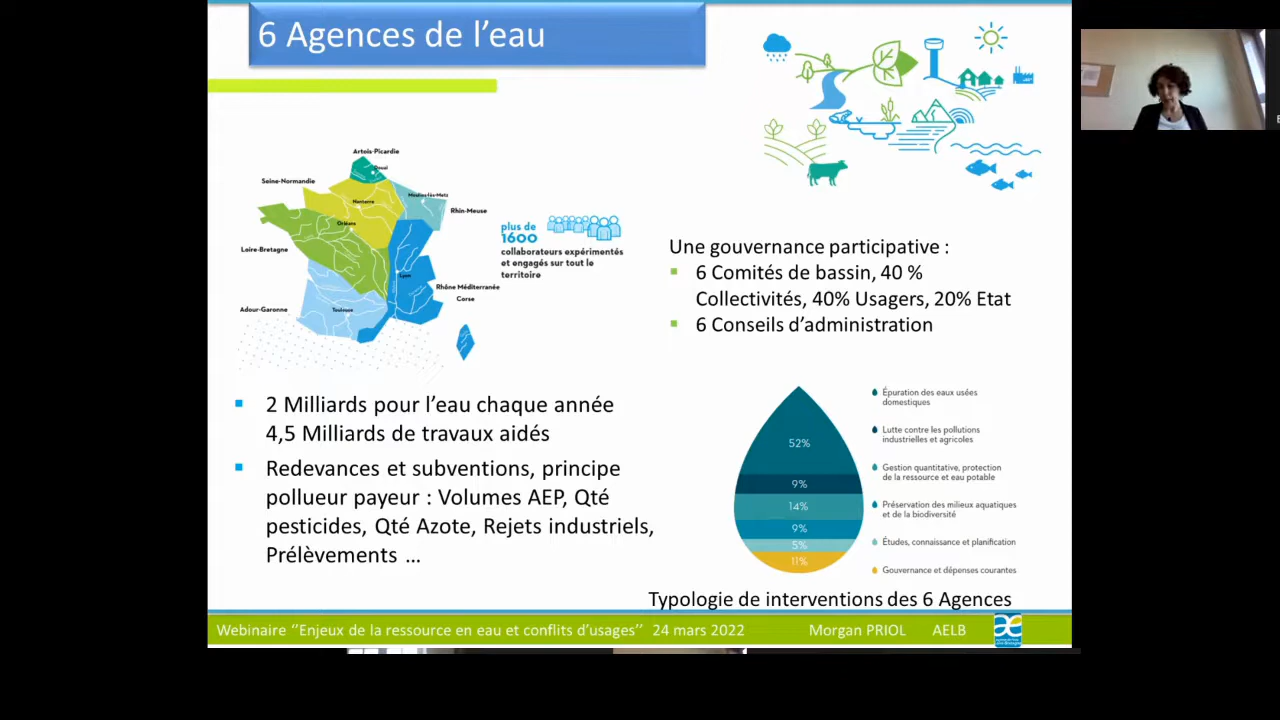 6 Agences de l’eau
Artois-Picardie
Douai
Seine-Normandie
Nanterre
Rhin-Meuse
Orléans
Loire-Bretagne
Lyon
Rhône Méditerranée
Corse
Adour-Garonne
Toulouse
plus de
1600
collaborateurs expérimentés
et engagés sur tout le
territoire
Une gouvernance participative :
6 Comités de bassin, 40 %
Collectivités, 40% Usagers, 20% Etat
6 Conseils d’administration
2 Milliards pour l’eau chaque année
4,5 Milliards de travaux aidés
Redevances et subventions, principe
pollueur payeur : Volumes AEP, Qté
pesticides, Qté Azote, Rejets industriels,
Prélèvements ...
52%
9%
14%
9%
5%
11%
Épuration des eaux usées
domestiques
Lutte contre les pollutions
industrielles et agricoles
Gestion quantitative, protection
de la ressource et eau potable
Préservation des milieux aquatiques
et de la biodiversité
Études, connaissance et planification
Gouvernance et dépenses courantes
Typologie de interventions des 6 Agences
Webinaire ‘‘Enjeux de la ressource en eau et conflits d’usages’’ 24 mars 2022 Morgan PRIOL AELB